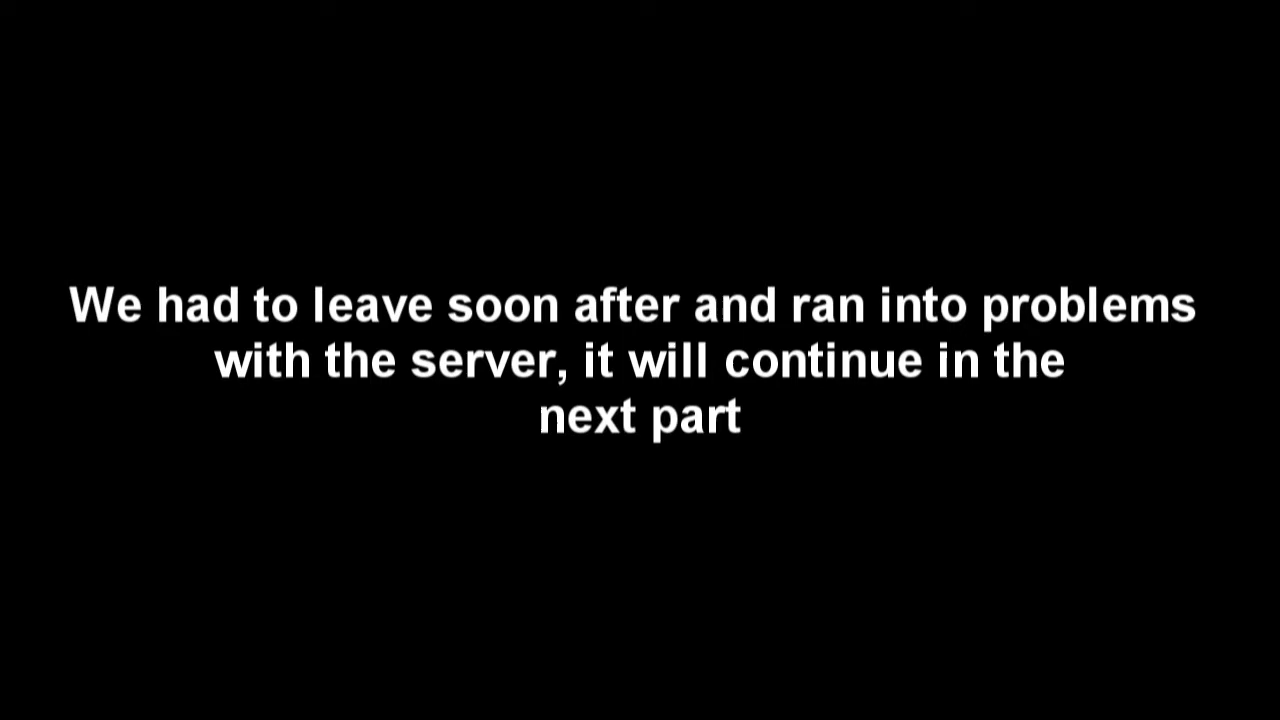 We had to leave soon after and ran into problems
with the server, it will continue in the
next part